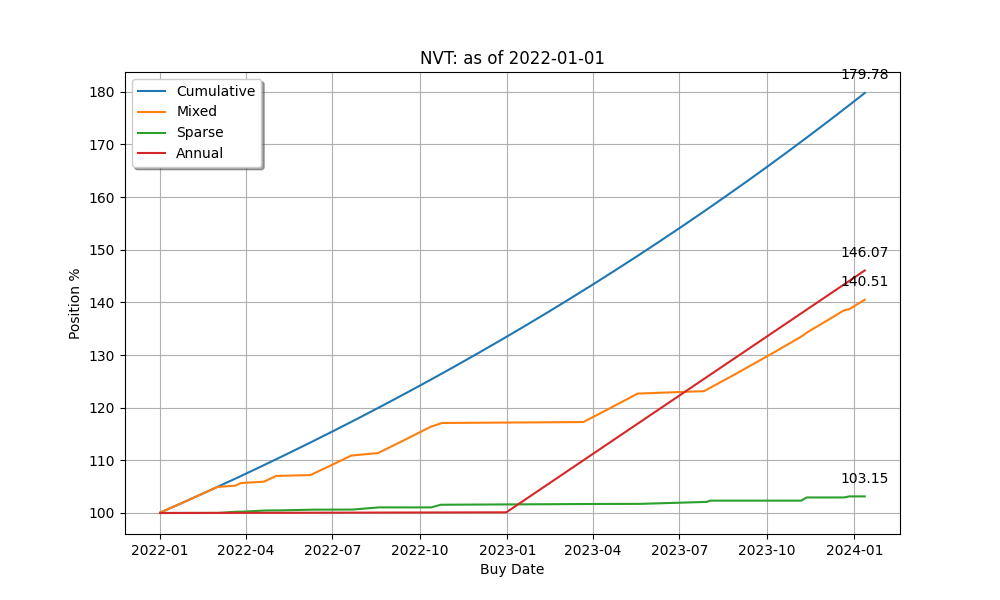 NVT: as of 2022-01-01
179.78
Cumulative
Mixed
Sparse
Annual
180
170
160
150
146.07
140.51
140
130
120
110
103.15
100
Position %
2022-01 2022-04 2022-07 2022-10 2023-01 2023-04 2023-07 2023-10 2024-01
Buy Date